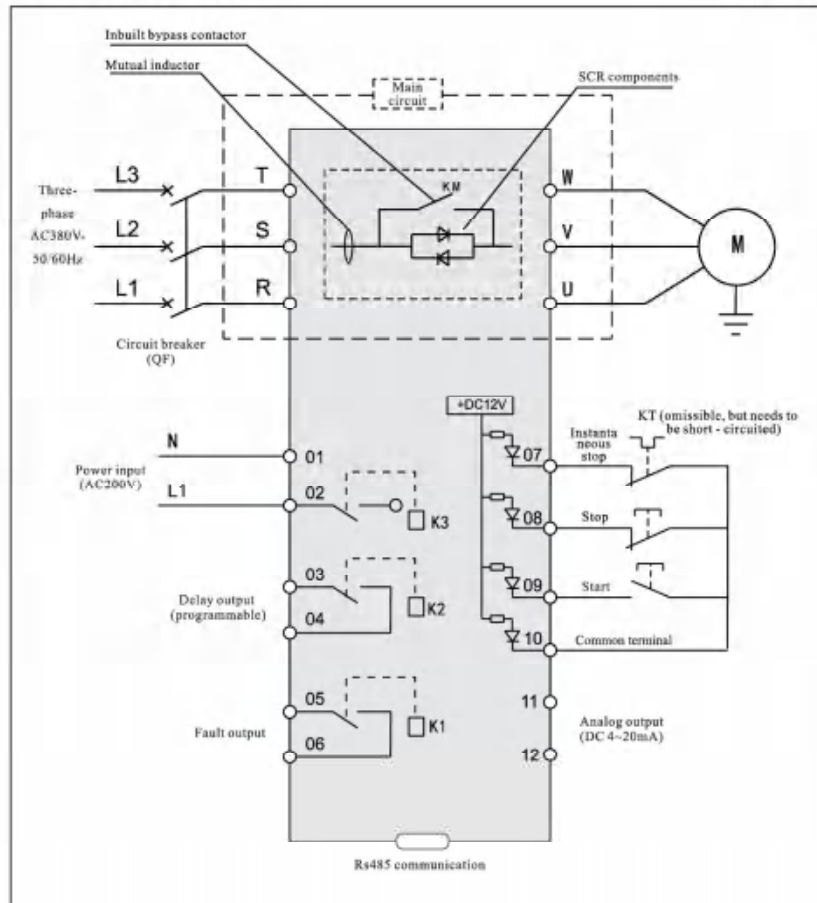 Inbuilt bypass contactor
Mutual inductor
Main
circuit
SCR components
Three-
phase
AC380V-
50/60Hz
L3
T
L2
S
L1
R
KM
W
V
U
M
Circuit breaker
(QF)
+DC12V
KT (omissible, but needs to
be short - circuited)
Power input
(AC200V)
N
01
L1
02
K3
Delay output
(programmable)
03
04
K2
Fault output
05
06
K1
07
Instanta
neous
stop
08
Stop
09
Start
10
Common terminal
11
12
Analog output
(DC 4~20mA)
Rs485 communication